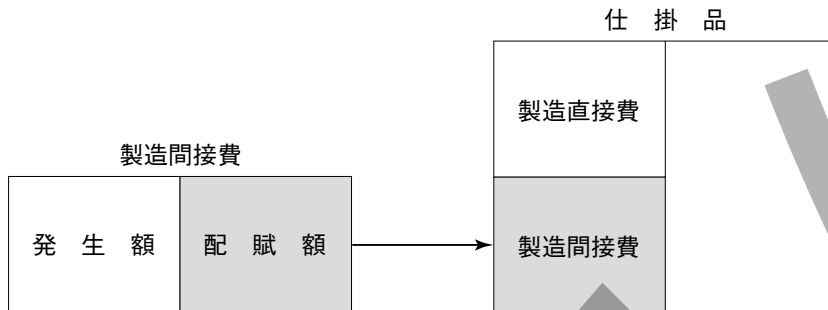 仕 掛 品
製造直接費
製造間接費
発 生 額 配 賦 額
製造間接費